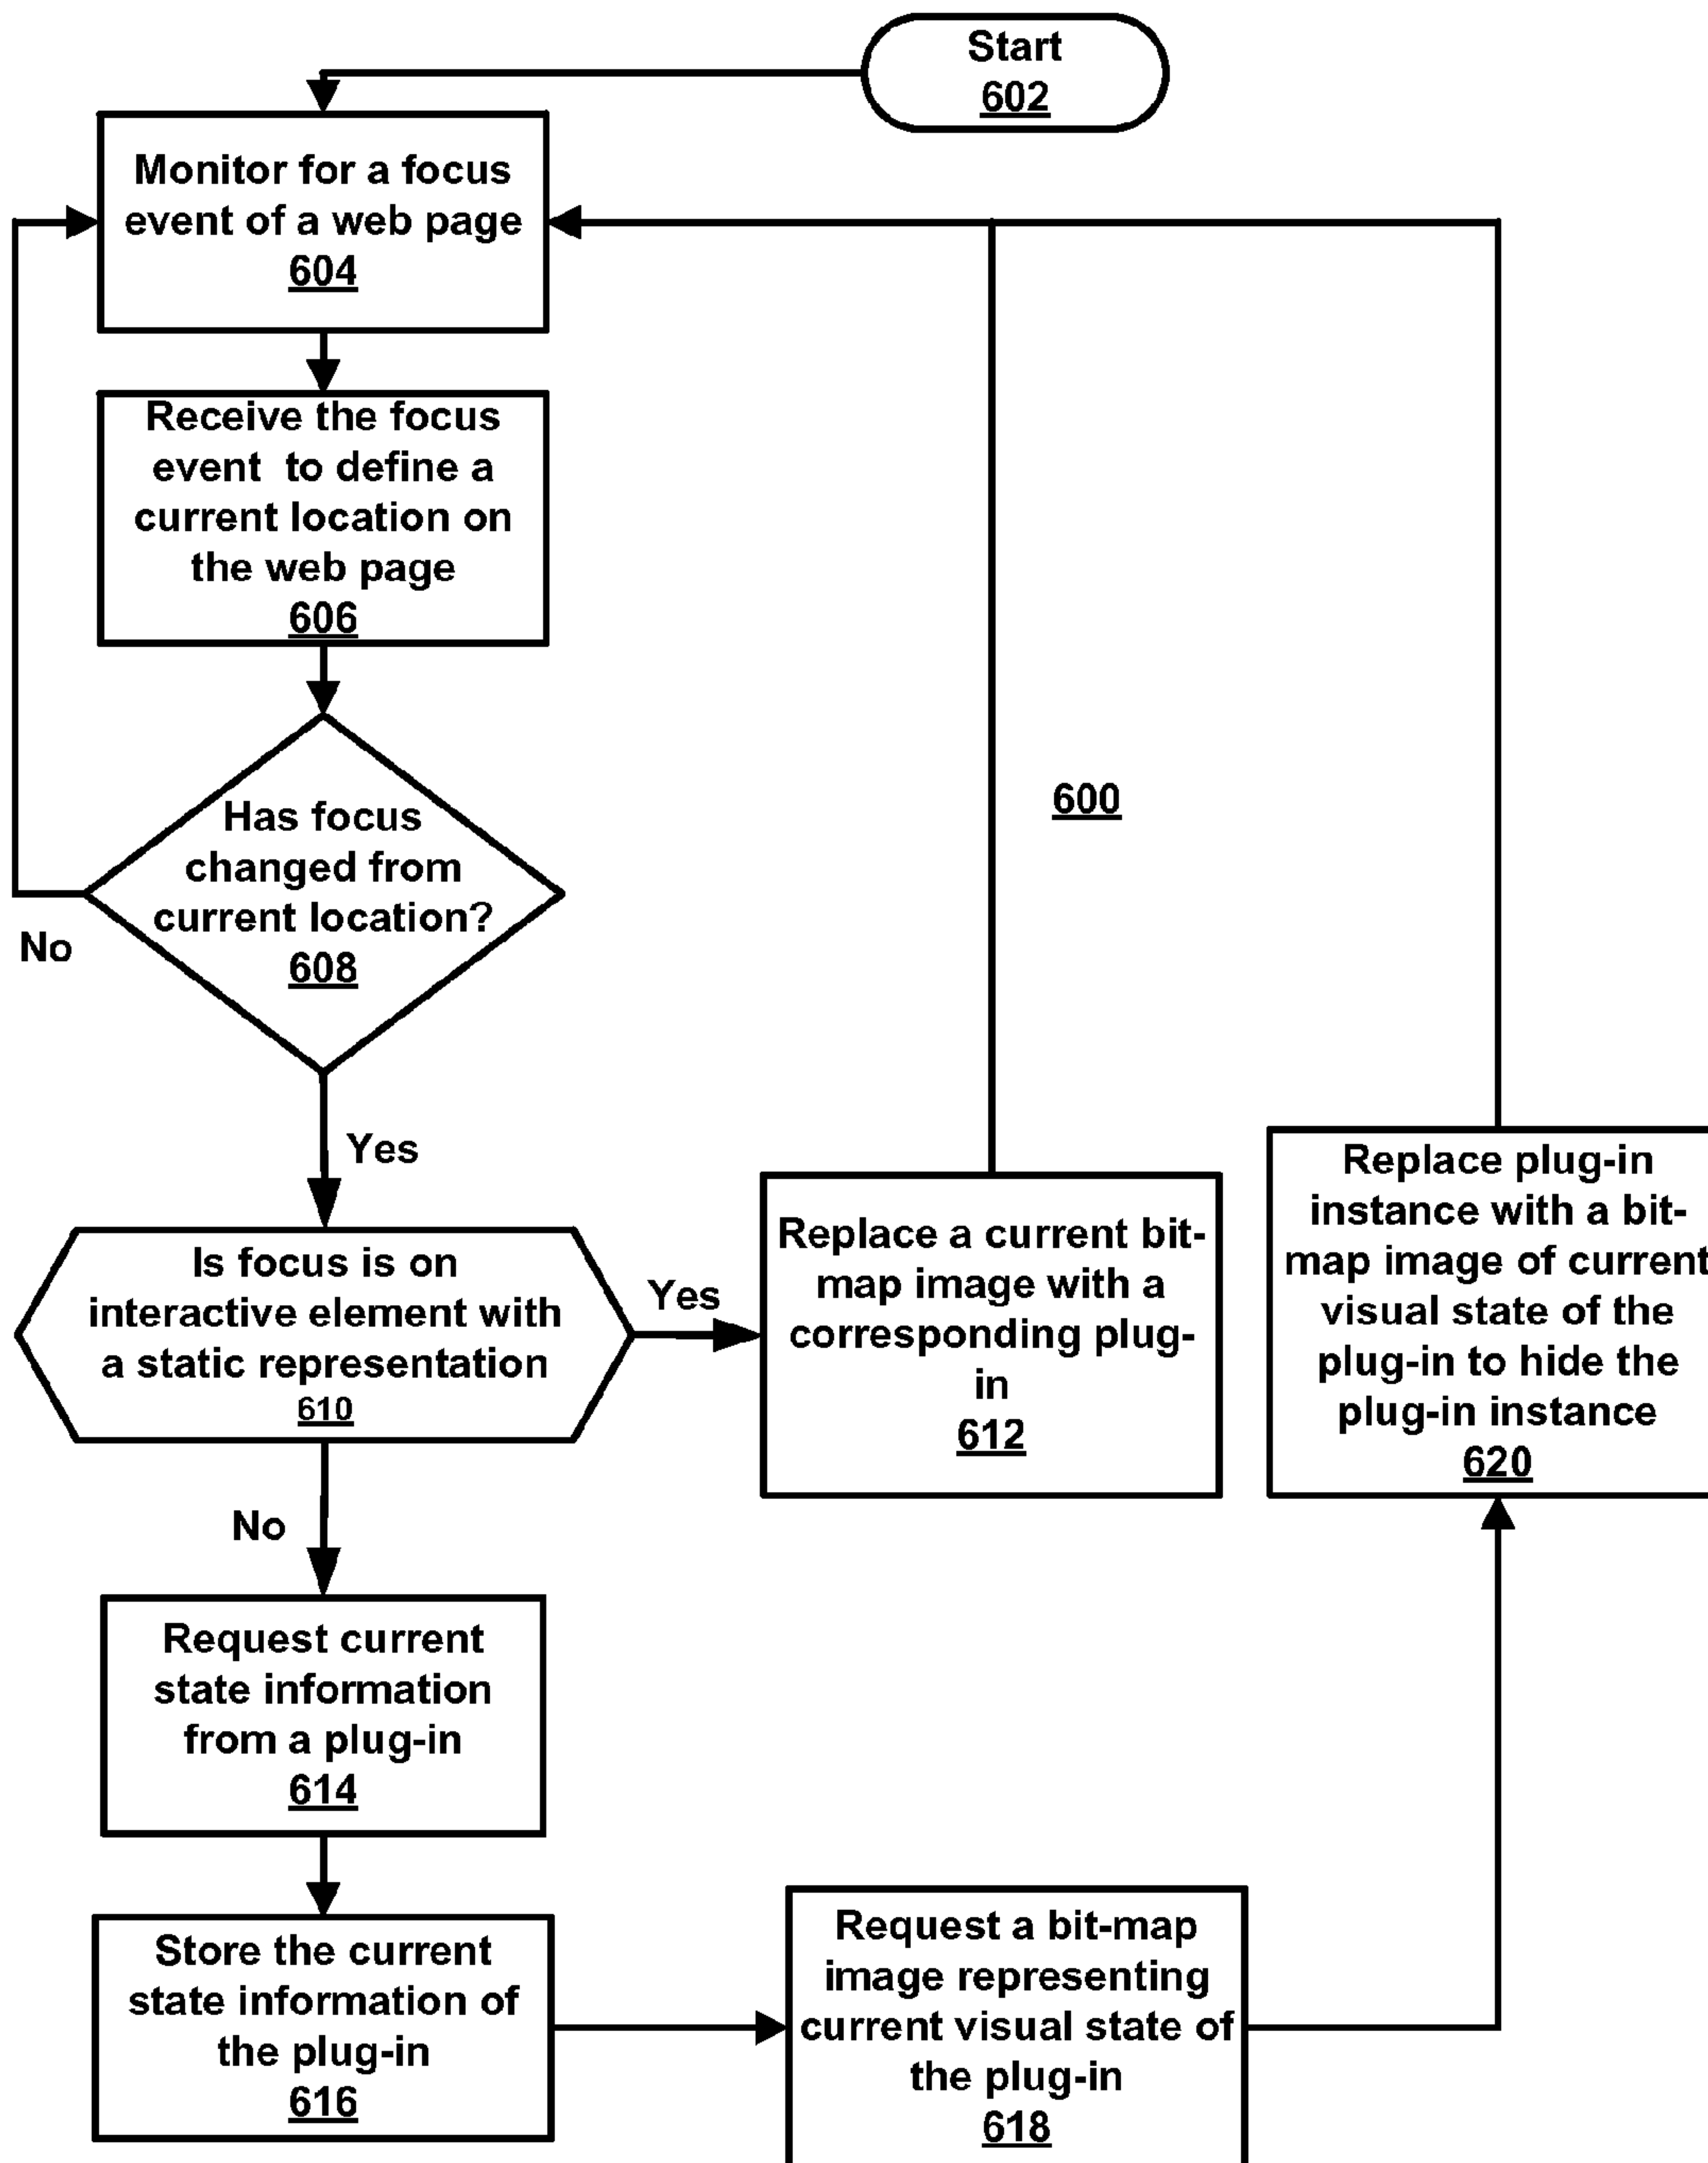 Start
602
Monitor for a focus
event of a web page
604
Receive the focus
event to define a
current location on
the web page
606
Has focus
changed from
current location?
608
No
Yes
600
Is focus is on
interactive element with
a static representation
610
Yes
Replace a current bit-
map image with a
corresponding plug-
in
612
Replace plug-in
instance with a bit-
map image of current
visual state of the
plug-in to hide the
plug-in instance
620
No
Request current
state information
from a plug-in
614
Store the current
state information of
the plug-in
616
Request a bit-map
image representing
current visual state of
the plug-in
618